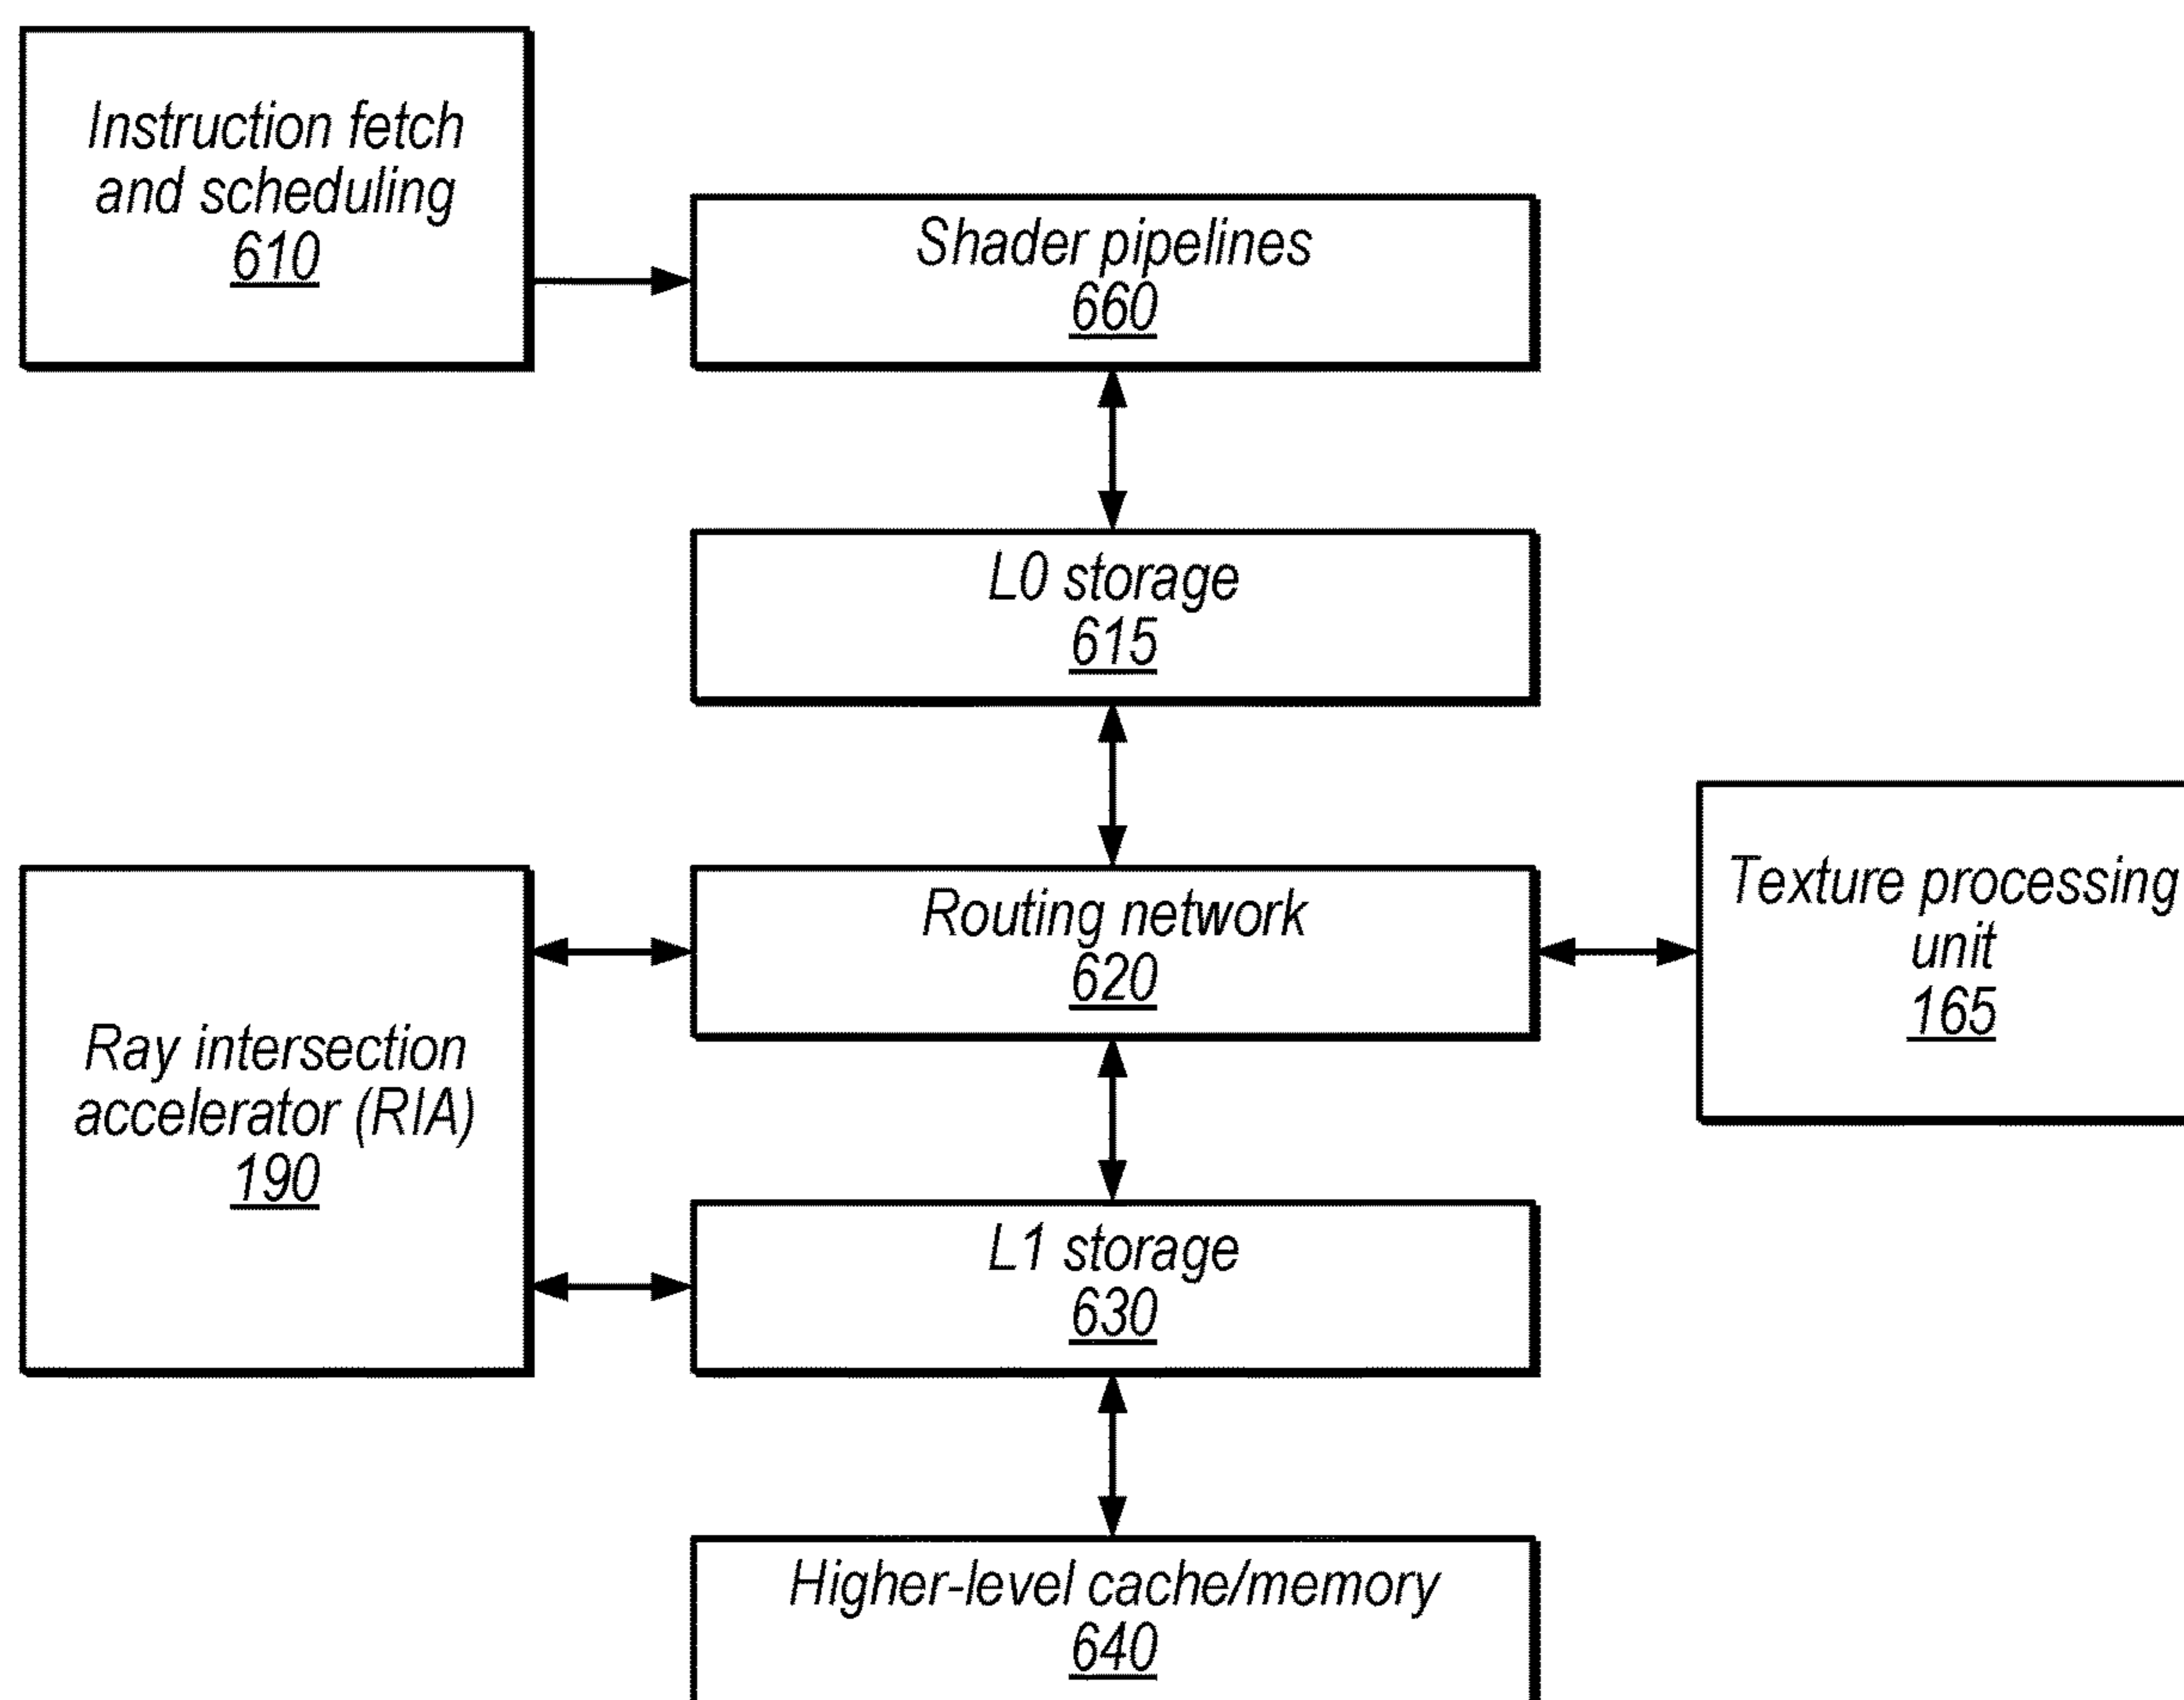 Instruction fetch
and scheduling
610
Shader pipelines
660
L0 storage
615
Routing network
620
Texture processing
unit
165
Ray intersection
accelerator (RIA)
190
L1 storage
630
Higher-level cache/memory
640